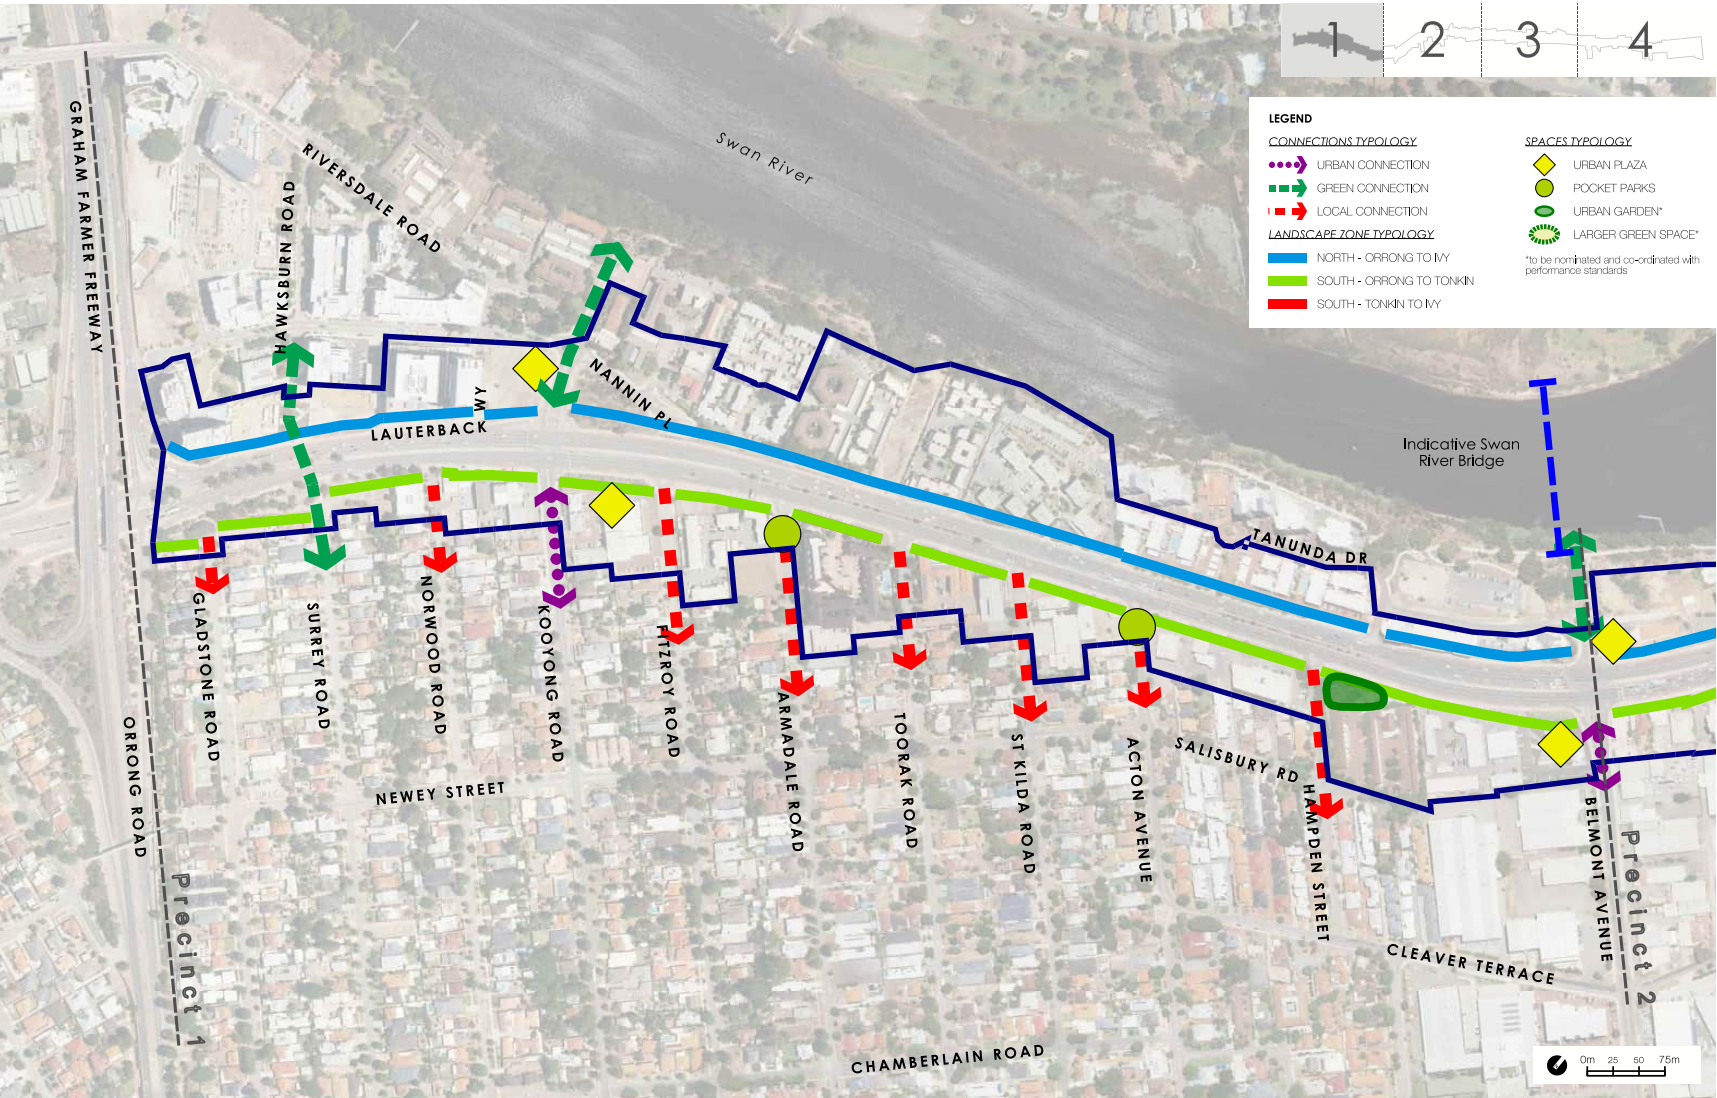 1
2
3
4
LEGEND
CONNECTIONS TYPOLOGY
URBAN CONNECTION
GREEN CONNECTION
LOCAL CONNECTION
LANDSCAPE ZONE TYPOLOGY
NORTH - ORRONG TO IVY
SOUTH - ORRONG TO TONKIN
SOUTH - TONKIN TO IVY
SPACES TYPOLOGY
URBAN PLAZA
POCKET PARKS
URBAN GARDEN*
LARGER GREEN SPACE*
*to be nominated and co-ordinated with
performance standards
GRAHAM FARMER FREEWAY
HAWKSBURN ROAD
RIVERSDALE ROAD
Swan River
NANNIN PL
WY
LAUTERBACK
Indicative Swan
River Bridge
TANUNDA DR
GLADSTONE ROAD
SURREY ROAD
NORWOOD ROAD
KOOYONG ROAD
FITZROY ROAD
ARMADALE ROAD
TOORAK ROAD
ST KILDA ROAD
ACTON AVENUE
SALISBURY RD
HAMPDEN STREET
BELMONT AVENUE
ORRONG ROAD
NEWEY STREET
Precinct 1
Precinct 2
CLEAVER TERRACE
CHAMBERLAIN ROAD
0m 25 50 75m